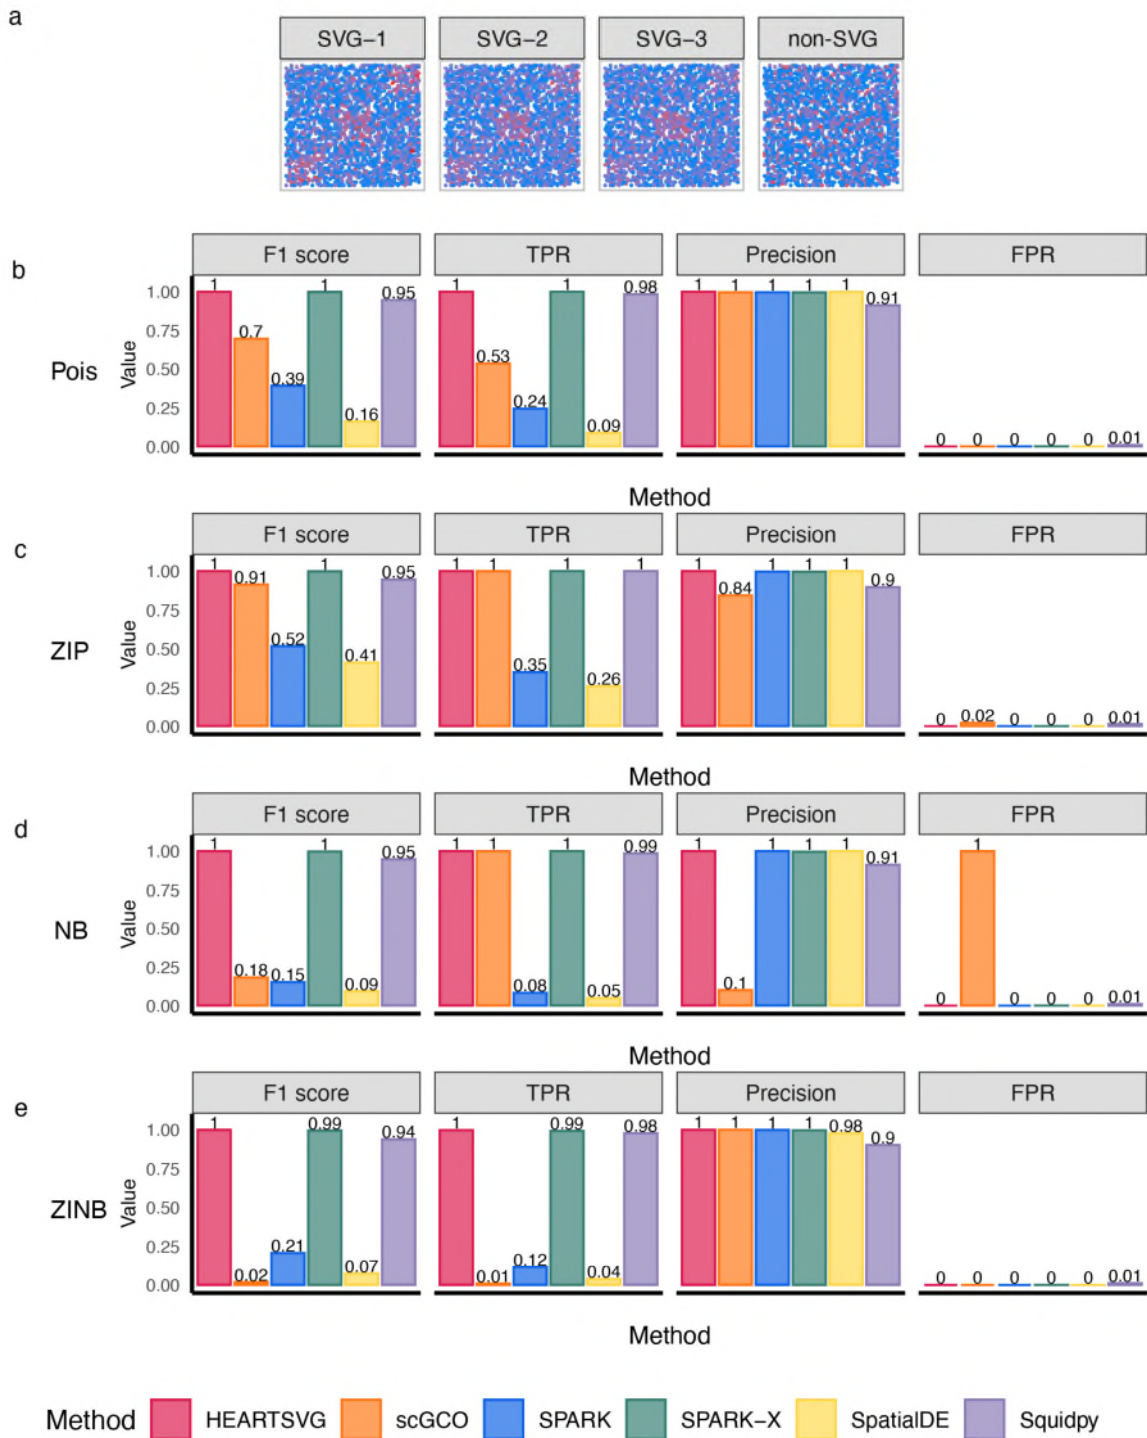 a
SVG−1 SVG−2 SVG−3 non−SVG
b
F1 score TPR Precision FPR
Pois
Value
1.00
0.75
0.50
0.25
0.00
1 0.7 0.39 1 0.16 0.95
1 0.53 0.24 1 0.09 0.98
1 1 1 1 1 0.91
0 0 0 0 0 0.01
Method
c
F1 score TPR Precision FPR
ZIP
Value
1.00
0.75
0.50
0.25
0.00
1 0.91 0.52 1 0.41 0.95
1 1 0.35 1 0.26 1
1 0.84 1 1 1 0.9
0 0.02 0 0 0 0.01
Method
d
F1 score TPR Precision FPR
NB
Value
1.00
0.75
0.50
0.25
0.00
1 0.18 0.15 1 0.09 0.95
1 1 0.08 1 0.05 0.99
1 0.1 1 1 1 0.91
0 1 0 0 0 0.01
Method
e
F1 score TPR Precision FPR
ZINB
Value
1.00
0.75
0.50
0.25
0.00
1 0.02 0.21 0.99 0.07 0.94
1 0.01 0.12 0.99 0.04 0.98
1 1 1 1 0.98 0.9
0 0 0 0 0 0.01
Method
Method HEARTSVG scGCO SPARK SPARK−X SpatialDE Squidpy